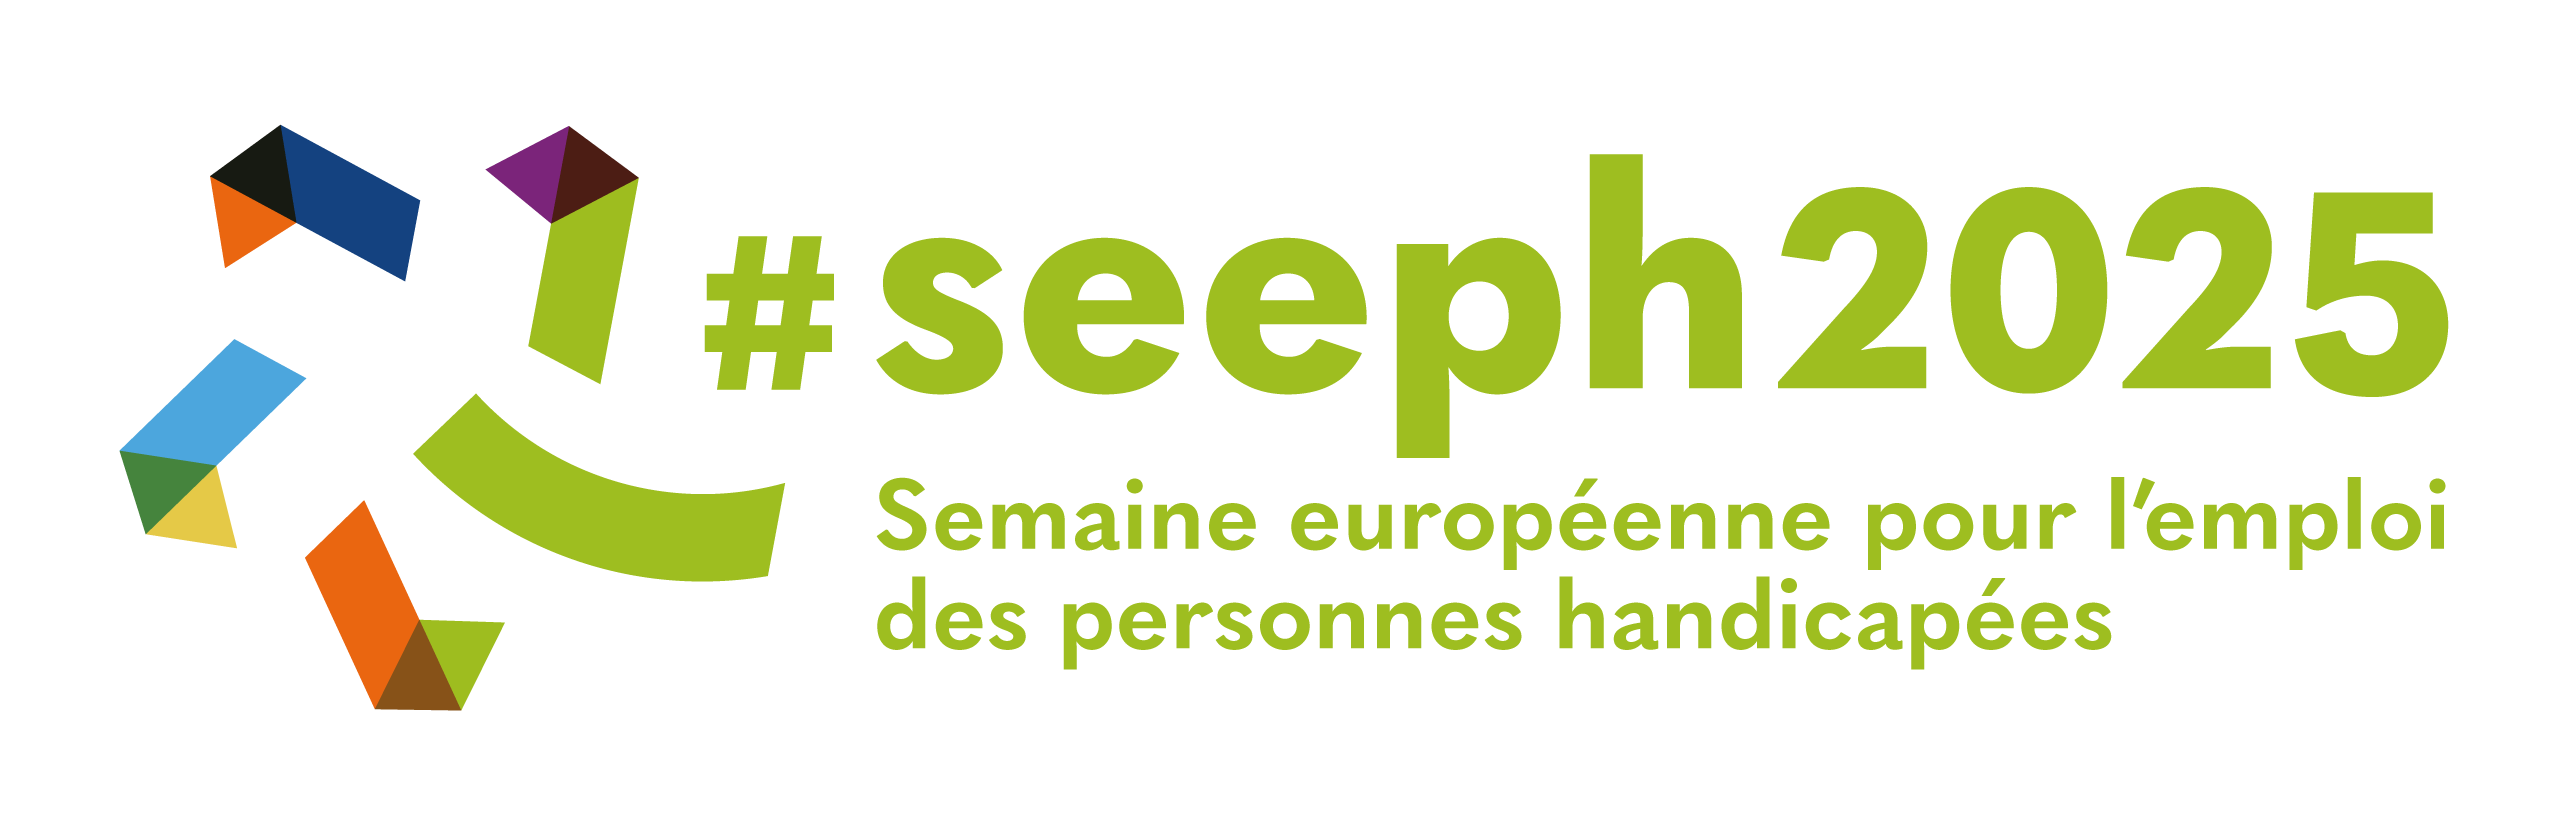 #seeph2025
Semaine européenne pour l’emploi
des personnes handicapées